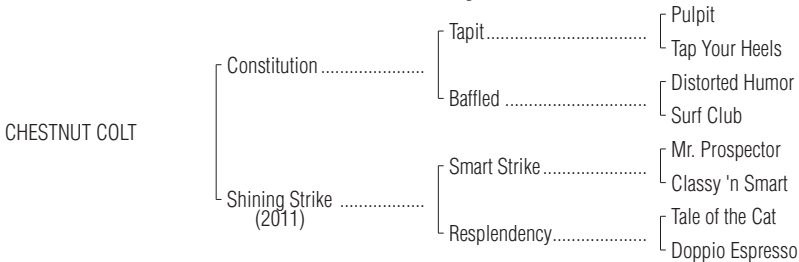 Pulpit
Tapit................................
Tap Your Heels
Constitution .....................
Distorted Humor
Baffled ............................
Surf Club
CHESTNUT COLT
Mr. Prospector
Smart Strike.....................
Classy 'n Smart
Shining Strike .................
(2011)
Tale of the Cat
Resplendency...................
Doppio Espresso